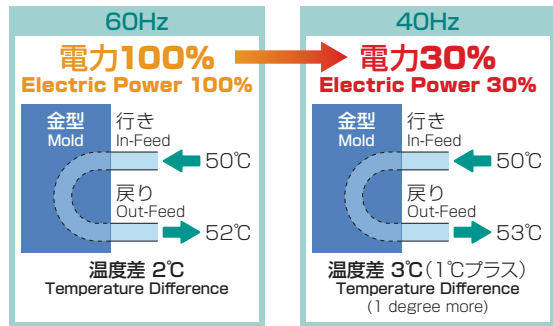 60Hz
電力100%
Electric Power 100%
金型
Mold
行き
In-Feed
50℃
戻り
Out-Feed
52℃
温度差 2℃
Temperature Difference
40Hz
電力30%
Electric Power 30%
金型
Mold
行き
In-Feed
50℃
戻り
Out-Feed
53℃
温度差 3℃(1℃プラス)
Temperature Difference
(1 degree more)